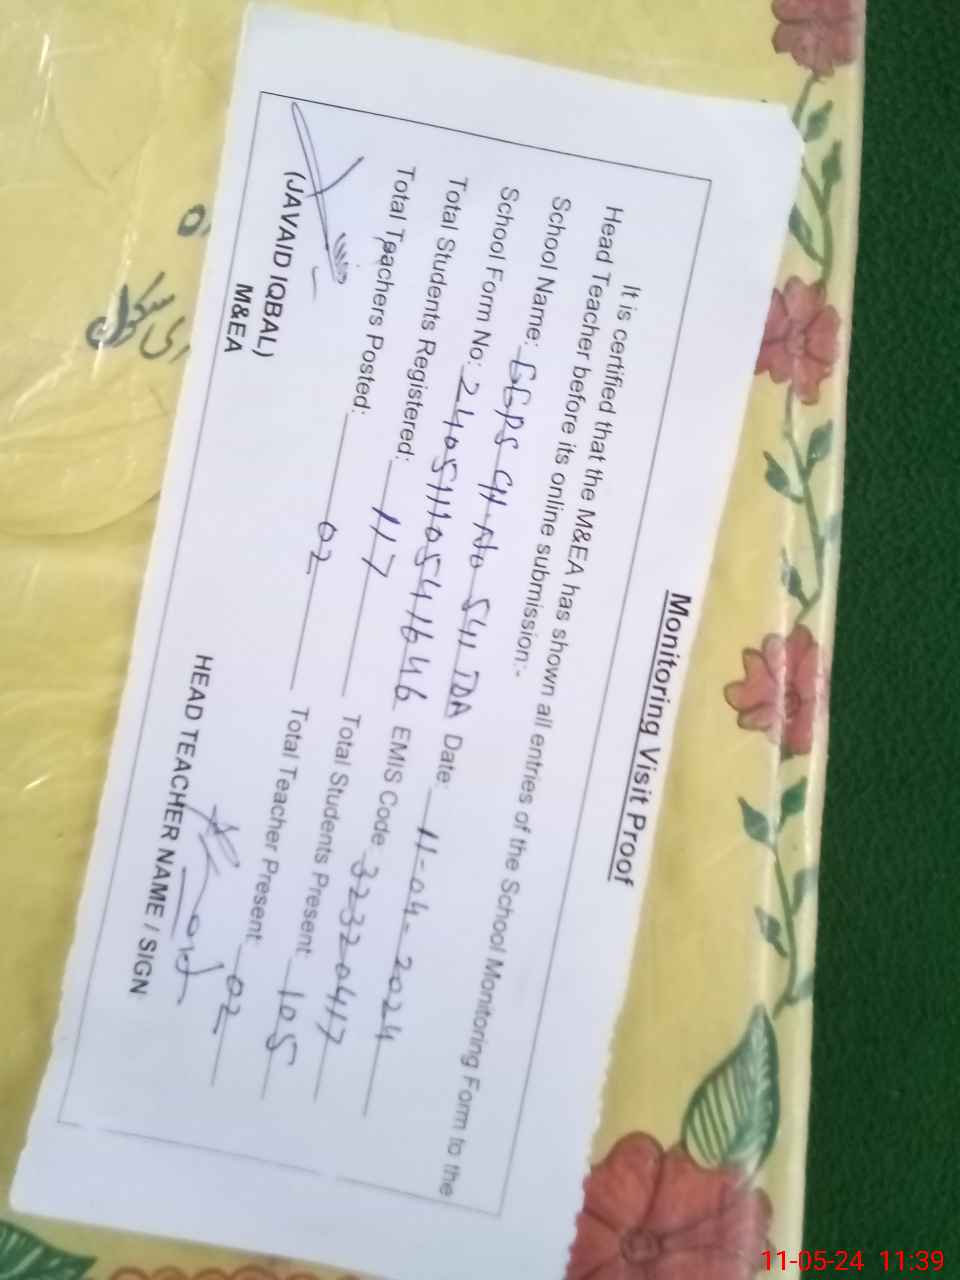 Monitoring Visit Proof
It is certified that the M&EA has shown all entries of the School Monitoring Form to the
Head Teacher before its online submission:-
School Name: GGPS CH-No 54 TDA Date: 11-04-2024
School Form No: 24051110541646 EMIS Code 32320417
Total Students Registered: 117 Total Students Present 105
Total Teachers Posted: 02 Total Teacher Present 02
(JAVAID IQBAL)
M&EA
HEAD TEACHER NAME / SIGN
11-05-24 11:39